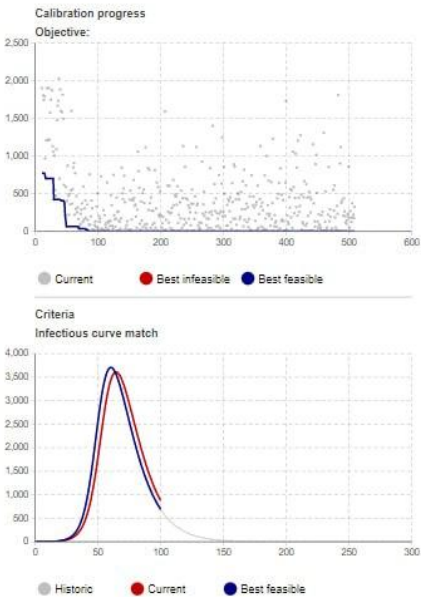 Calibration progress
Objective:
2,500
2,000
1,500
1,000
500
0
0 100 200 300 400 500 600
Current Best infeasible Best feasible
Criteria
Infectious curve match
4,000
3,500
3,000
2,500
2,000
1,500
1,000
500
0
0 50 100 150 200 250 300
Historic Current Best feasible